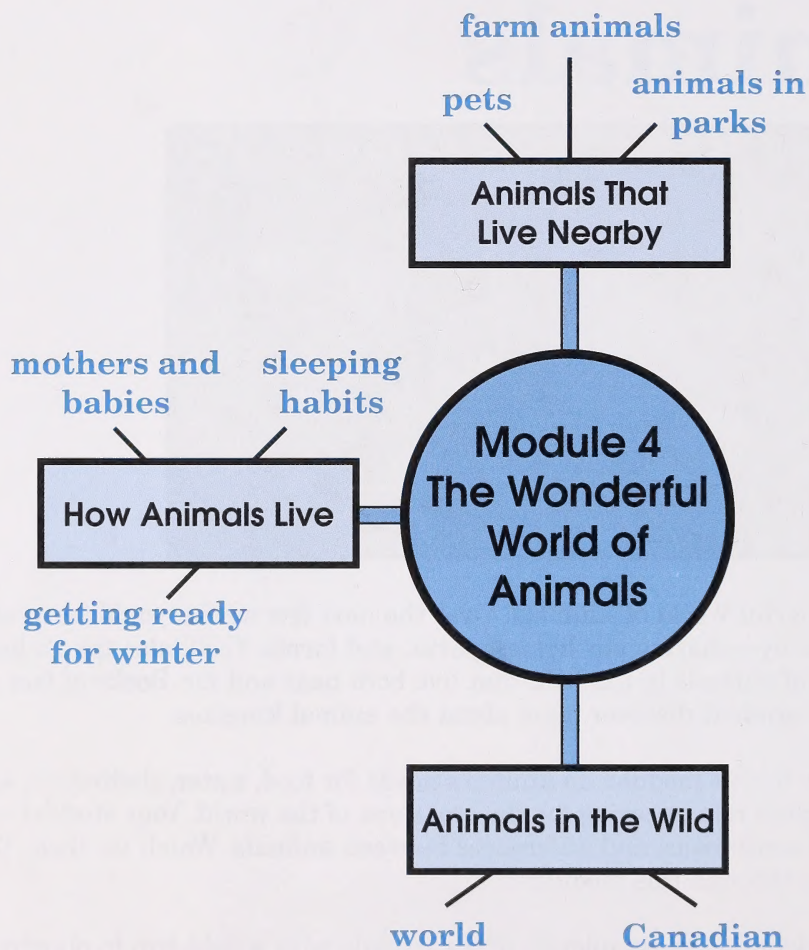 farm animals
pets
animals in
parks
Animals That
Live Nearby
mothers and
babies
sleeping
habits
How Animals Live
getting ready
for winter
Module 4
The Wonderful
World of
Animals
Animals in the Wild
world
Canadian